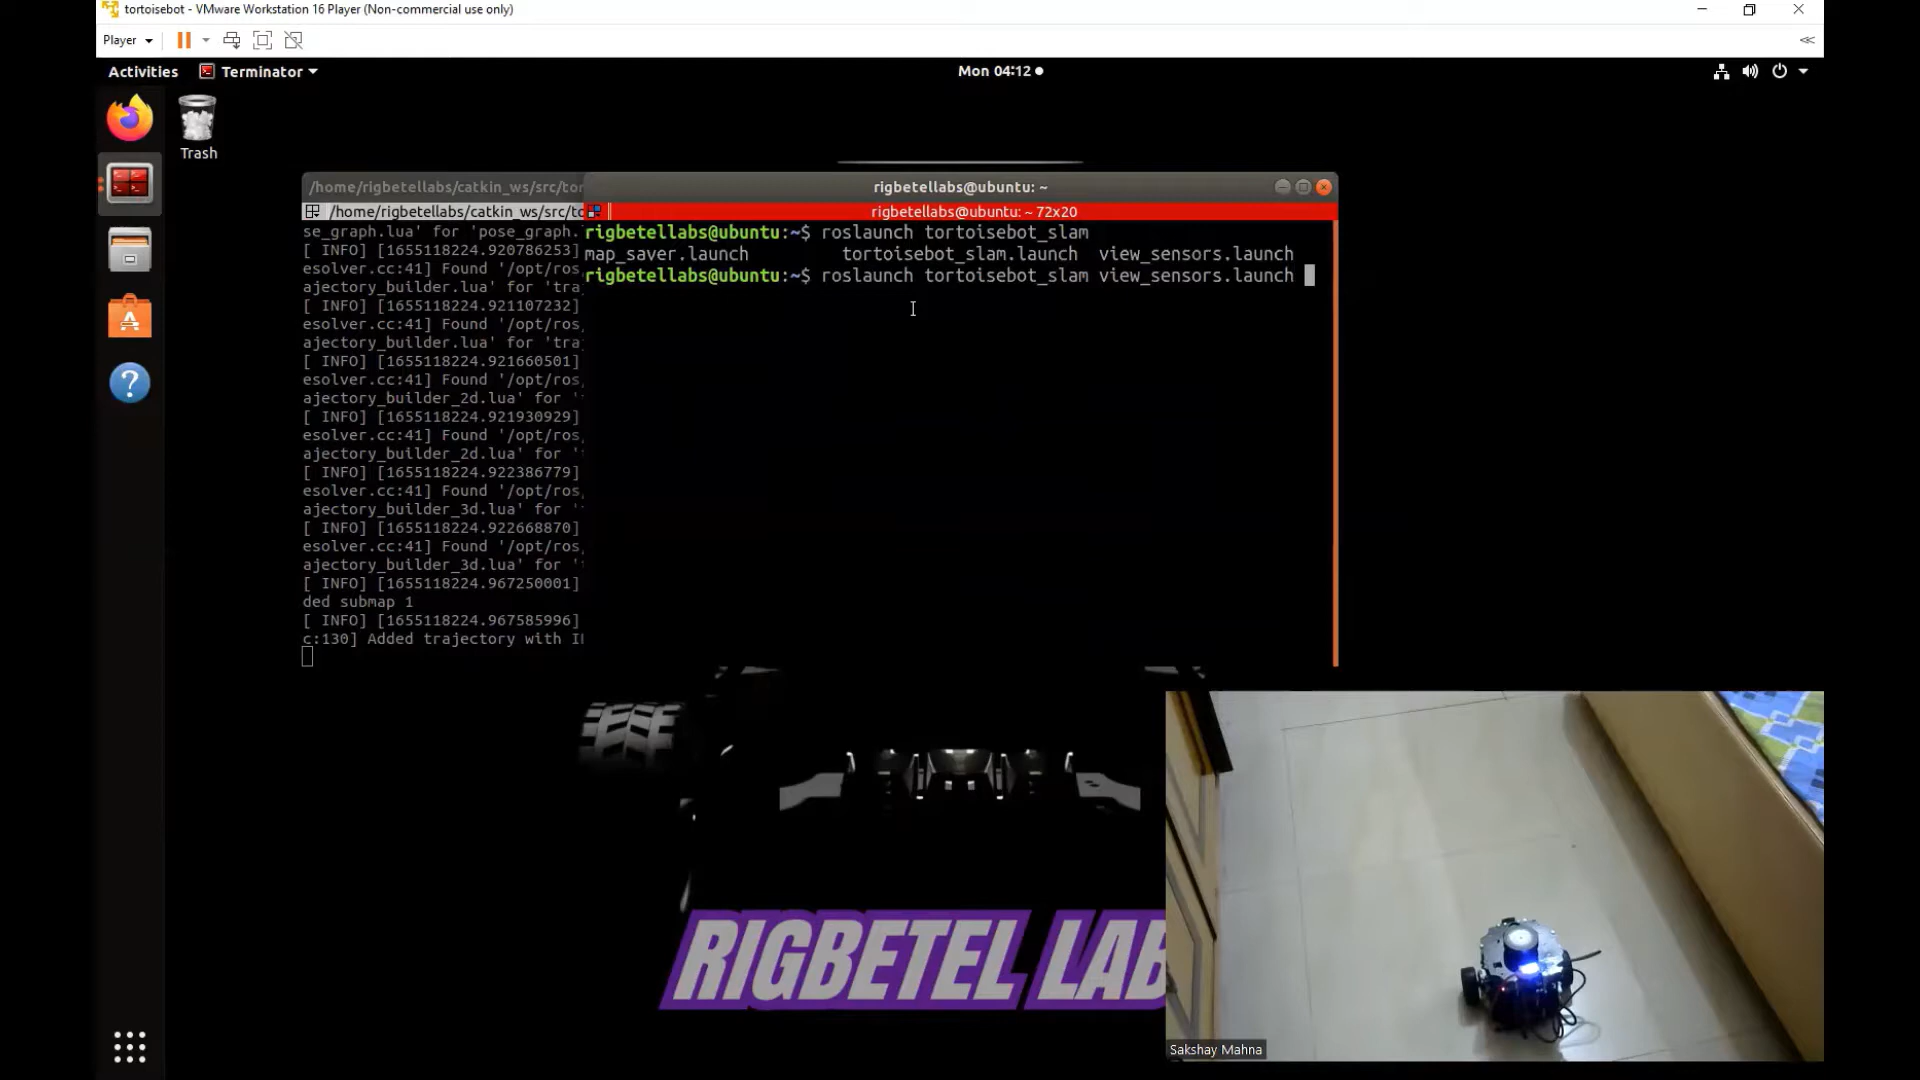 tortoisebot - VMware Workstation 16 Player (Non-commercial use only)
Player
Activities
Terminator
Mon 04:12
Trash
/home/rigbetellabs/catkin_ws/src/tor
/home/rigbetellabs/catkin_ws/src/to
se_graph.lua' for 'pose_graph.
[ INFO] [1655118224.920786253]
esolver.cc:41] Found '/opt/ros,
ajectory_builder.lua' for 'tra
[ INFO] [1655118224.921107232]
esolver.cc:41] Found '/opt/ros,
ajectory_builder.lua' for 'tra
[ INFO] [1655118224.921660501]
esolver.cc:41] Found '/opt/ros,
ajectory_builder_2d.lua' for '
[ INFO] [1655118224.921930929]
esolver.cc:41] Found '/opt/ros,
ajectory_builder_2d.lua' for '
[ INFO] [1655118224.922386779]
esolver.cc:41] Found '/opt/ros,
ajectory_builder_3d.lua' for '
[ INFO] [1655118224.922668870]
esolver.cc:41] Found '/opt/ros,
ajectory_builder_3d.lua' for '
[ INFO] [1655118224.967250001]
ded submap 1
[ INFO] [1655118224.967585996]
c:130] Added trajectory with I
rigbetellabs@ubuntu: ~
rigbetellabs@ubuntu: ~ 72x20
rigbetellabs@ubuntu:~$ roslaunch tortoisebot_slam
map_saver.launch tortoisebot_slam.launch view_sensors.launch
rigbetellabs@ubuntu:~$ roslaunch tortoisebot_slam view_sensors.launch
RIGBETEL LAB
Sakshay Mahna